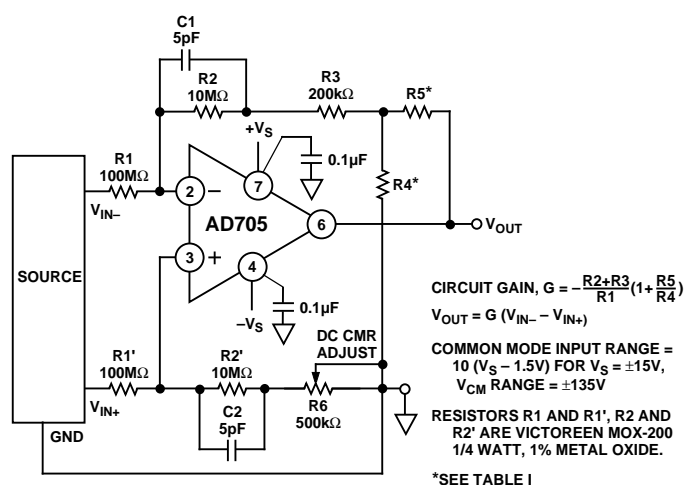 C1
5pF
R2
10MΩ
R3
200kΩ
R5*
+VS
0.1µF
R1
100MΩ
R4*
2
–
7
VIN–
AD705
6
VOUT
SOURCE
3
+
4
0.1µF
–VS
CIRCUIT GAIN, G = – R2+R3/R1 (1+ R5/R4)
VOUT = G (VIN– – VIN+)
DC CMR
ADJUST
COMMON MODE INPUT RANGE =
10 (VS – 1.5V) FOR VS = ±15V,
VCM RANGE = ±135V
R1'
100MΩ
R2'
10MΩ
VIN+
C2
5pF
R6
500kΩ
GND
RESISTORS R1 AND R1', R2 AND
R2' ARE VICTOREEN MOX-200
1/4 WATT, 1% METAL OXIDE.
*SEE TABLE I